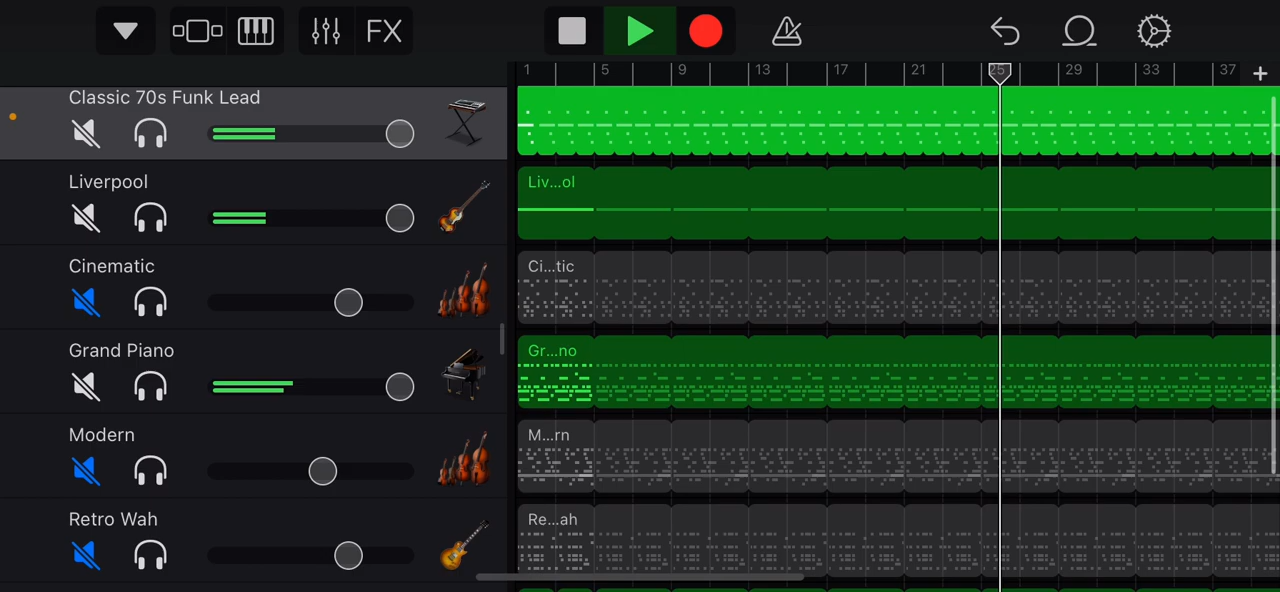 FX
1 5 9 13 17 21 25 29 33 37 +
Classic 70s Funk Lead
Liverpool
Liv...ol
Cinematic
Ci...tic
Grand Piano
Gr...no
Modern
M...rn
Retro Wah
Re...ah